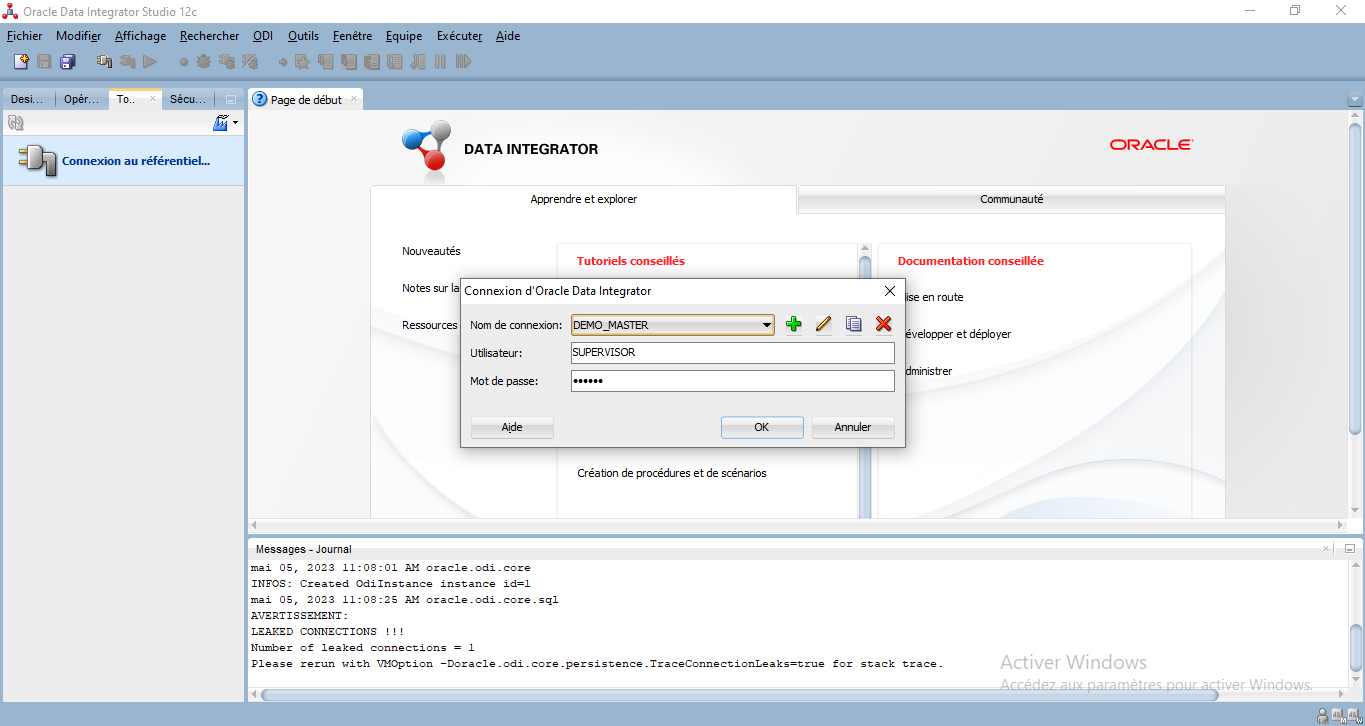 Oracle Data Integrator Studio 12c
Fichier Modifier Affichage Rechercher ODI Outils Fenêtre Equipe Exécuter Aide
Desi... Opér... To.. Sécu... Page de début
Connexion au référentiel...
DATA INTEGRATOR
ORACLE
Apprendre et explorer Communauté
Nouveautés
Tutoriels conseillés Documentation conseillée
Notes sur la
ise en route
Ressources
évelopper et déployer
dministrer
Connexion d'Oracle Data Integrator
Nom de connexion: DEMO_MASTER
Utilisateur: SUPERVISOR
Mot de passe: ••••••
Aide OK Annuler
Création de procédures et de scénarios
Messages - Journal
mai 05, 2023 11:08:01 AM oracle.odi.core
INFOS: Created OdiInstance instance id=1
mai 05, 2023 11:08:25 AM oracle.odi.core.sql
AVERTISSEMENT:
LEAKED CONNECTIONS !!!
Number of leaked connections = 1
Please rerun with VMOption -Doracle.odi.core.persistence.TraceConnectionLeaks=true for stack trace.
Activer Windows
Accédez aux paramètres pour activer Windows.